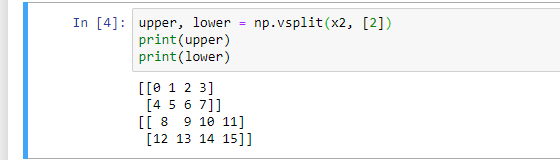 In [4]: upper, lower = np.vsplit(x2, [2])
print(upper)
print(lower)
[[0 1 2 3]
 [4 5 6 7]]
[[ 8  9 10 11]
 [12 13 14 15]]